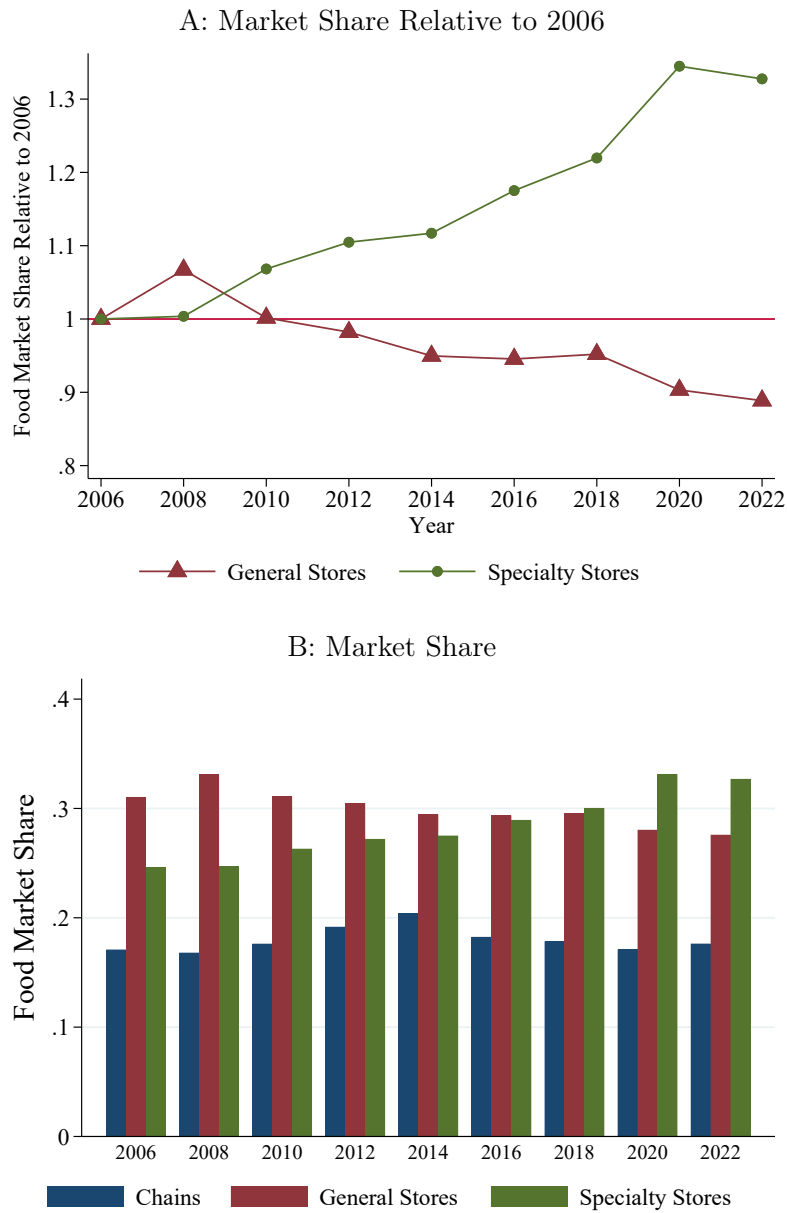 A: Market Share Relative to 2006
Food Market Share Relative to 2006
1.3
1.2
1.1
1
.9
.8
2006 2008 2010 2012 2014 2016 2018 2020 2022
Year
General Stores Specialty Stores
B: Market Share
Food Market Share
.4
.3
.2
.1
0
2006 2008 2010 2012 2014 2016 2018 2020 2022
Chains General Stores Specialty Stores